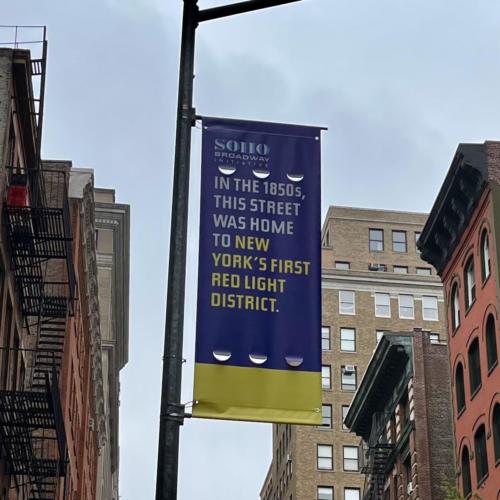 SOHO
BROADWAY
INITIATIVE
IN THE 1850s,
THIS STREET
WAS HOME
TO NEW
YORK'S FIRST
RED LIGHT
DISTRICT.